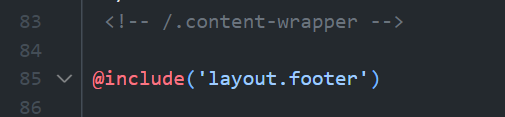 83 <!-- /.content-wrapper -->
84
85 @include('layout.footer')
86